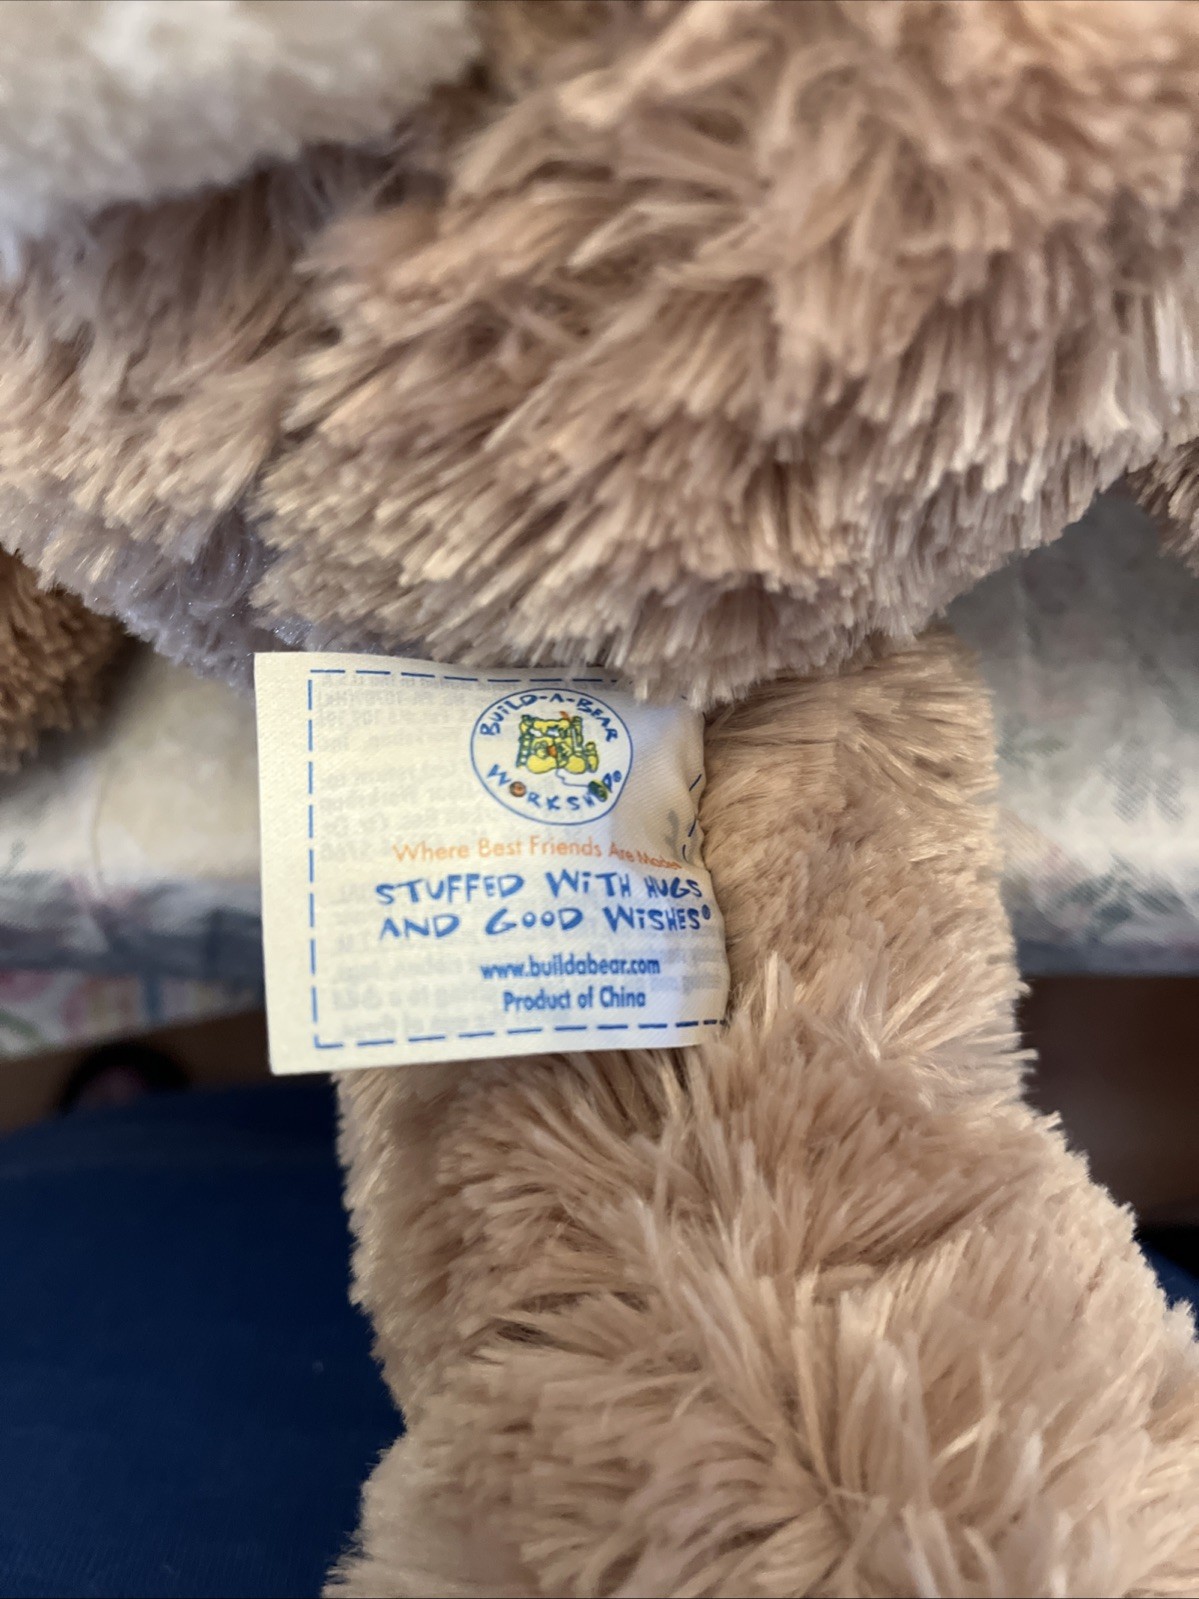 BUILD-A-BEAR
WORKSHOP®
Where Best Friends Are Made
STUFFED WiTH HUGS
AND GOOD WiSHES®
www.buildabear.com
Product of China